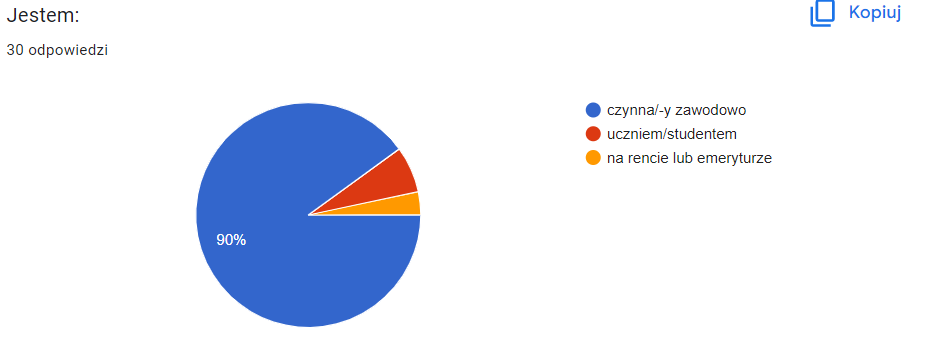 Jestem:
Kopiuj
30 odpowiedzi
czynna/-y zawodowo
uczniem/studentem
na rencie lub emeryturze
90%